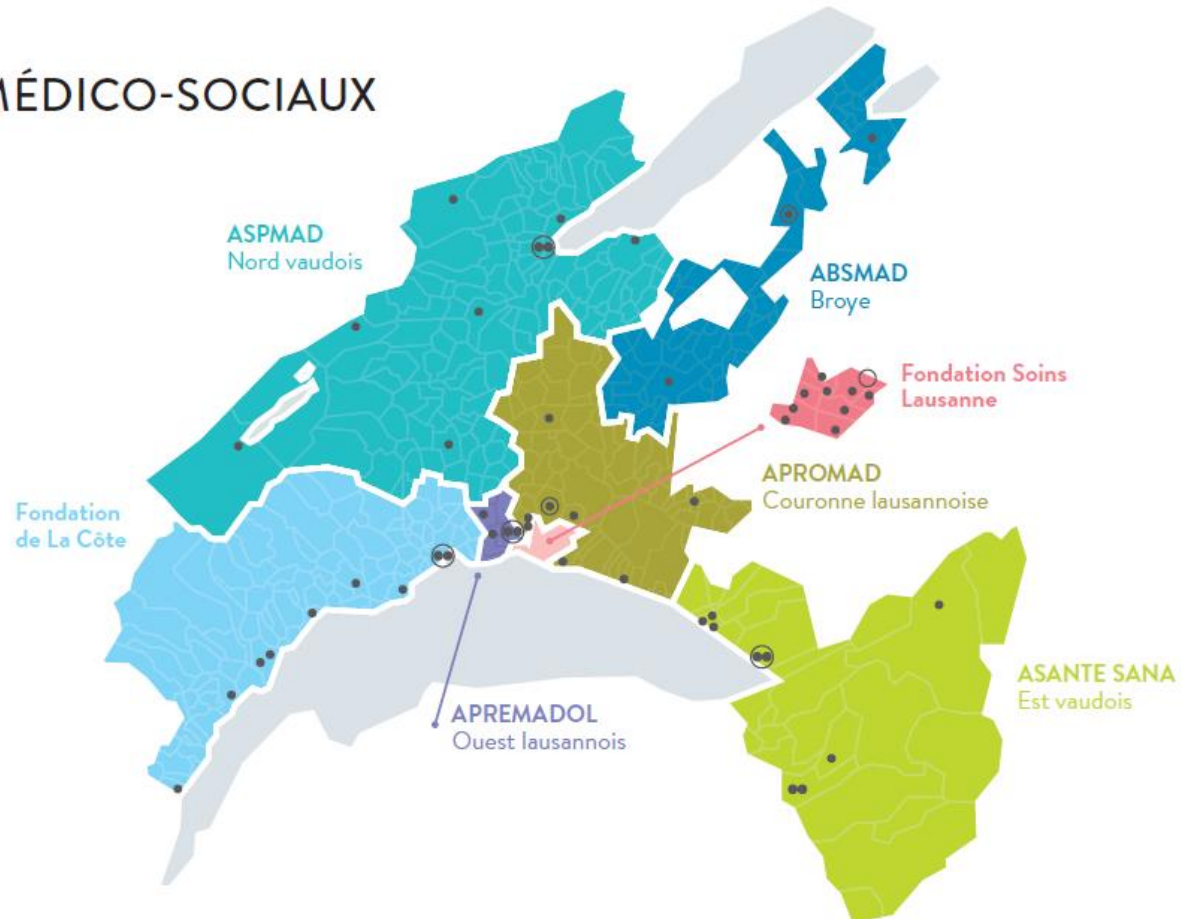 MÉDICO-SOCIAUX
ASPMAD
Nord vaudois
ABSMAD
Broye
Fondation Soins
Lausanne
APROMAD
Couronne lausannoise
Fondation
de La Côte
ASANTE SANA
Est vaudois
APREMADOL
Ouest lausannois